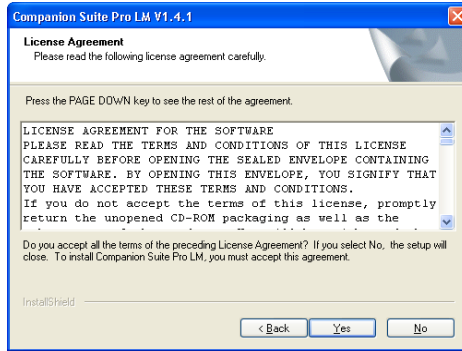 Companion Suite Pro LM V1.4.1
License Agreement
Please read the following license agreement carefully.
Press the PAGE DOWN key to see the rest of the agreement.
LICENSE AGREEMENT FOR THE SOFTWARE
PLEASE READ THE TERMS AND CONDITIONS OF THIS LICENSE
CAREFULLY BEFORE OPENING THE SEALED ENVELOPE CONTAINING
THE SOFTWARE. BY OPENING THIS ENVELOPE, YOU SIGNIFY THAT
YOU HAVE ACCEPTED THESE TERMS AND CONDITIONS.
If you do not accept the terms of this license, promptly
return the unopened CD-ROM packaging as well as the
Do you accept all the terms of the preceding License Agreement? If you select No, the setup will
close. To install Companion Suite Pro LM, you must accept this agreement.
InstallShield
< Back
Yes
No